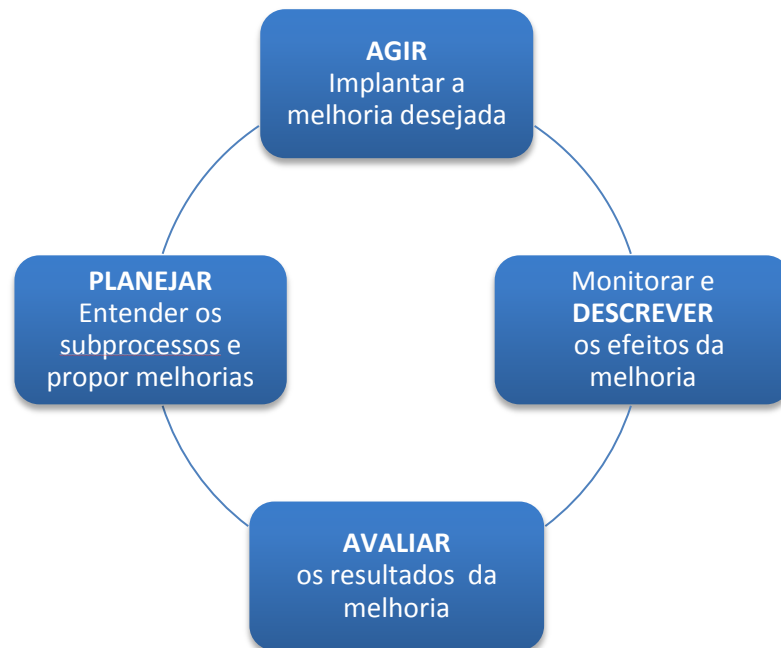 AGIR
Implantar a
melhoria desejada
PLANEJAR
Entender os
subprocessos e
propor melhorias
Monitorar e
DESCREVER
os efeitos da
melhoria
AVALIAR
os resultados da
melhoria